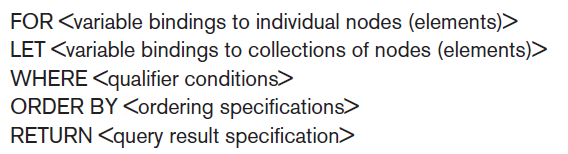 FOR <variable bindings to individual nodes (elements)>
LET <variable bindings to collections of nodes (elements)>
WHERE <qualifier conditions>
ORDER BY <ordering specifications>
RETURN <query result specification>